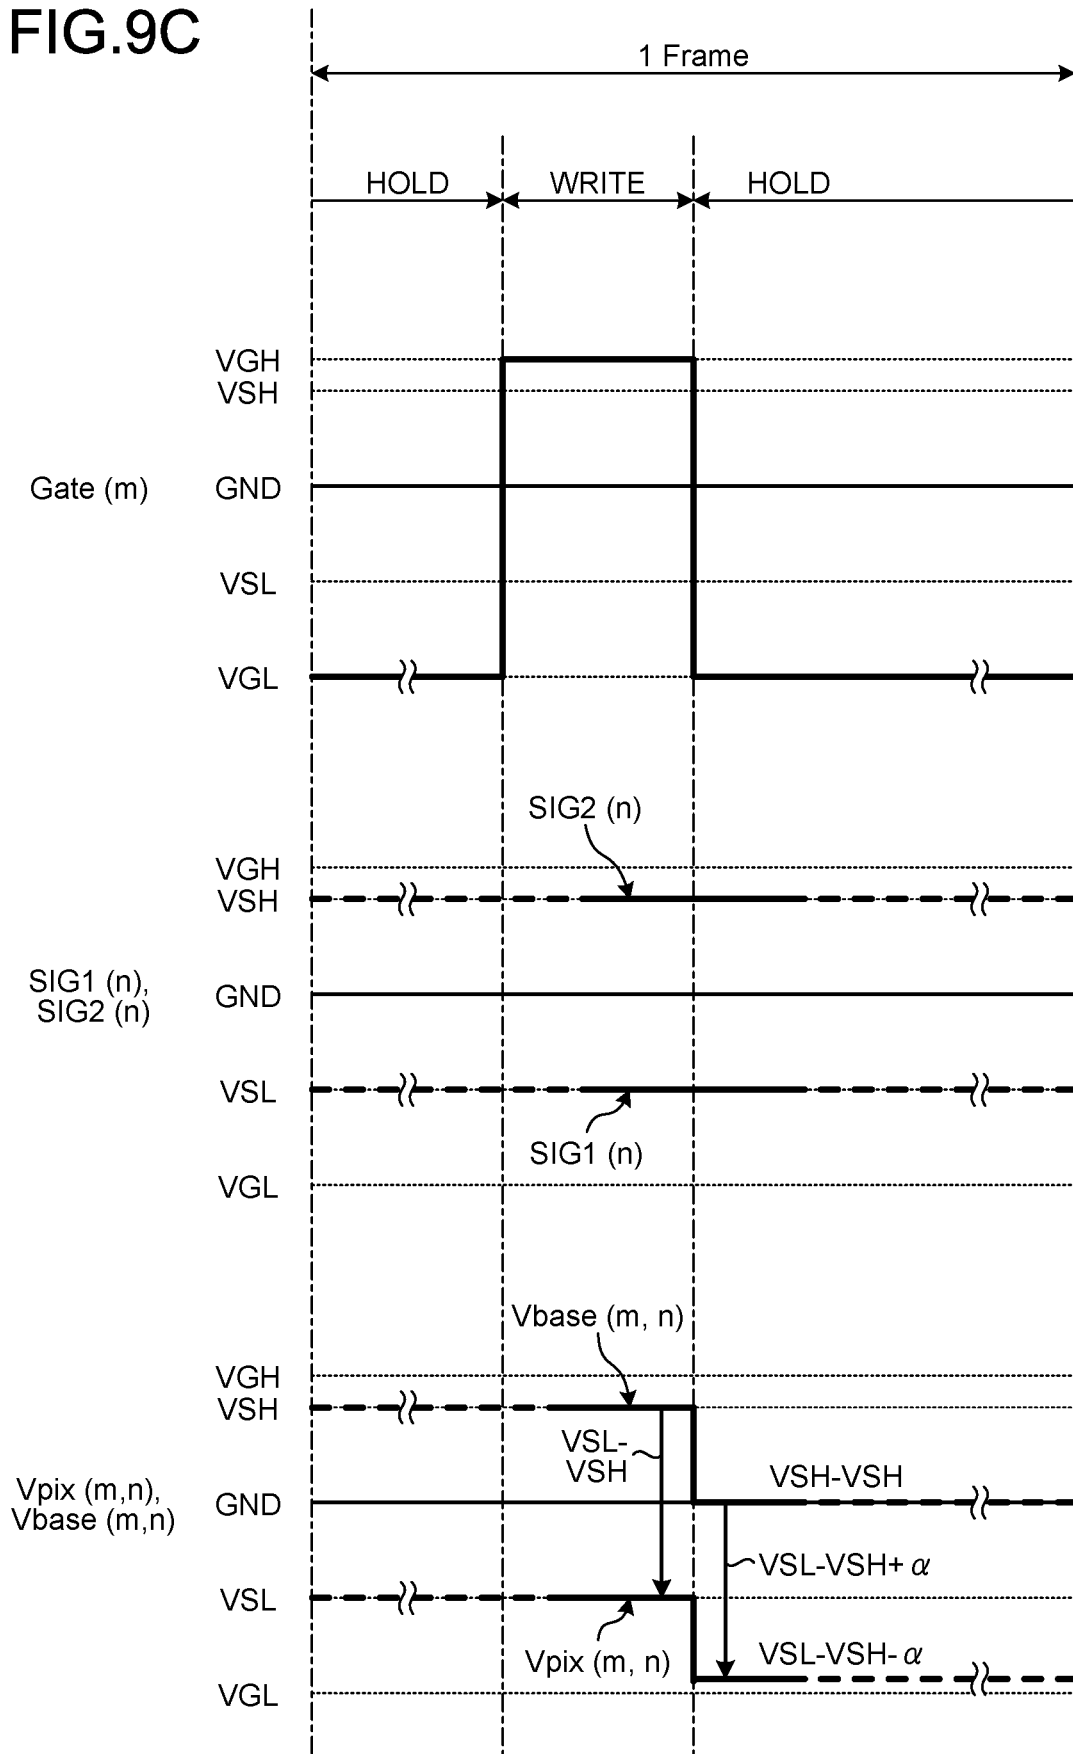 FIG.9C
1 Frame
HOLD
WRITE
HOLD
VGH
VSH
Gate (m)
GND
VSL
VGL
SIG2 (n)
VGH
VSH
SIG1 (n),
SIG2 (n)
GND
VSL
SIG1 (n)
VGL
Vbase (m, n)
VGH
VSH
VSL-
VSH
VSH-VSH
Vpix (m,n),
Vbase (m,n)
GND
VSL-VSH+ α
VSL
Vpix (m, n)
VSL-VSH- α
VGL